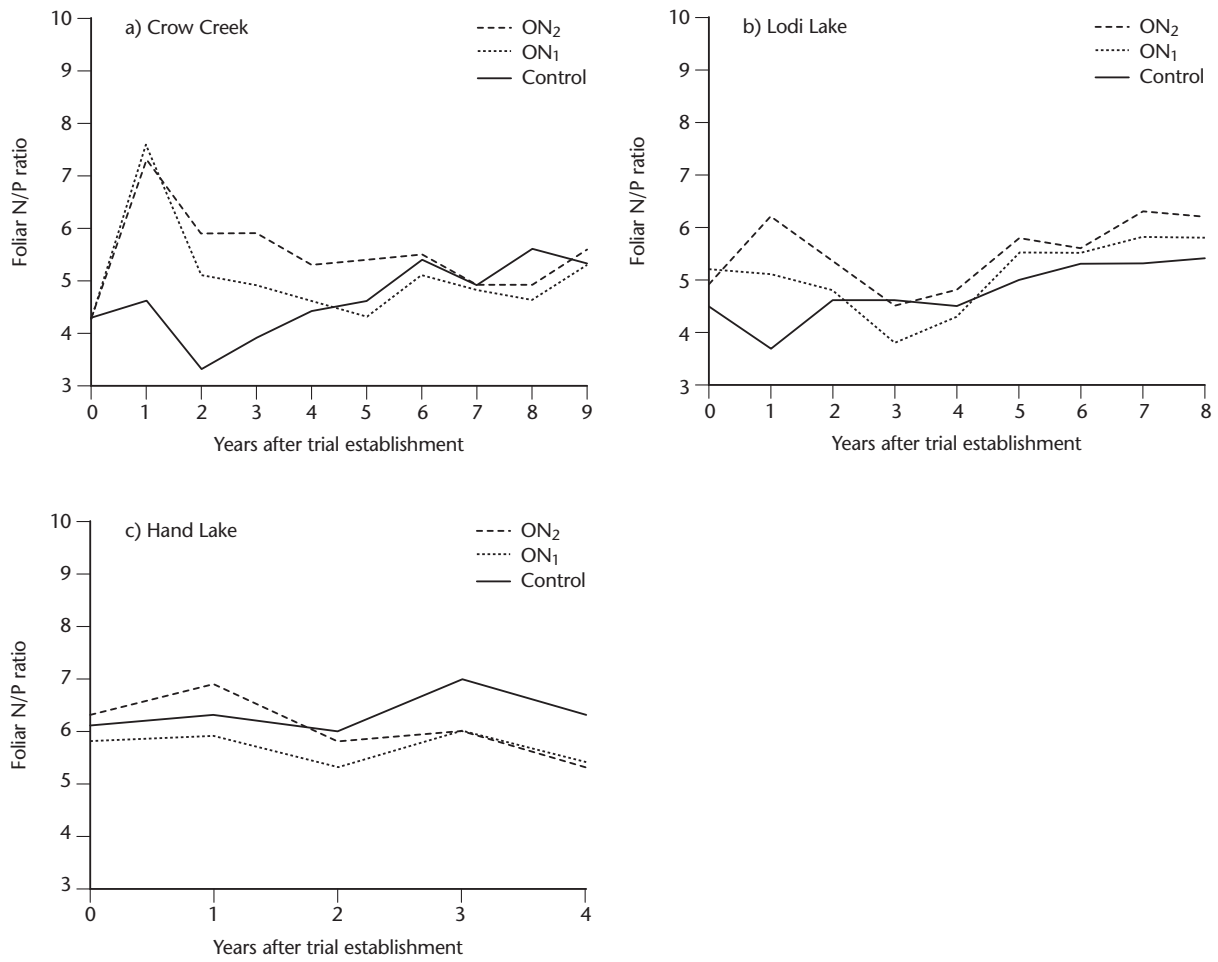 a) Crow Creek
ON2
ON1
Control
10
9
8
7
6
5
4
3
Foliar N/P ratio
0 1 2 3 4 5 6 7 8 9
Years after trial establishment
b) Lodi Lake
ON2
ON1
Control
10
9
8
7
6
5
4
3
Foliar N/P ratio
0 1 2 3 4 5 6 7 8
Years after trial establishment
c) Hand Lake
ON2
ON1
Control
10
9
8
7
6
5
4
3
Foliar N/P ratio
0 1 2 3 4
Years after trial establishment